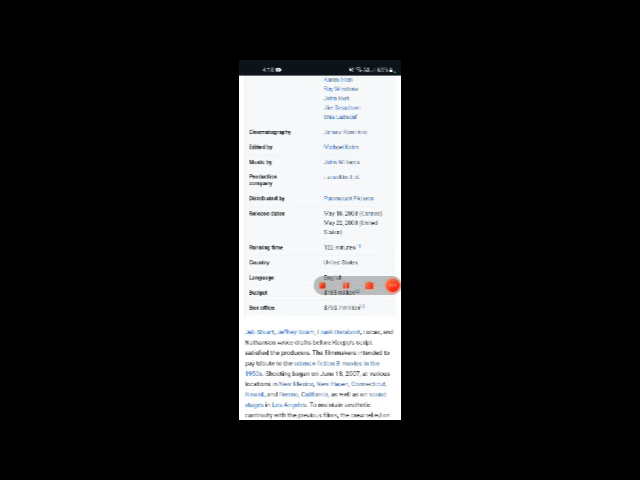 Karen Allen
Ray Winstone
John Hurt
Jim Broadbent
Shia LaBeouf
Cinematography Janusz Kaminski
Edited by Michael Kahn
Music by John Williams
Production company Lucasfilm Ltd.
Distributed by Paramount Pictures
Release dates May 18, 2008 (Cannes)
May 22, 2008 (United
States)
Running time 122 minutes
Country United States
Language English
Budget $185 million
Box office million
Jeb Stuart, Jeffrey Boam, Frank Darabont, Lucas, and
Nathanson wrote drafts before Koepp's script
satisfied the producers. The filmmakers intended to
pay tribute to the science fiction B movies in the
1950s. Shooting began on June 18, 2007, at various
locations in New Mexico, New Haven, Connecticut,
Hawaii, and Fresno, California, as well as on sound
stages in Los Angeles. To maintain aesthetic
continuity with the previous films, the crew relied on